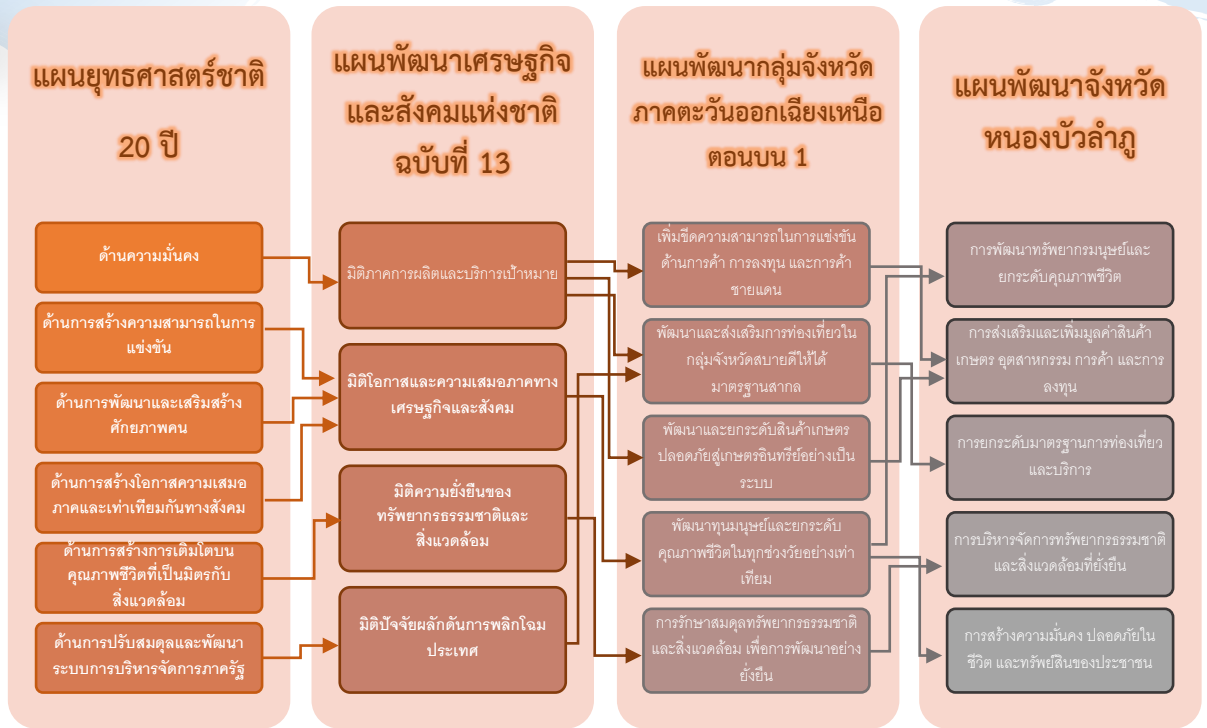 แผนยุทธศาสตร์ชาติ
20 ปี
ด้านความมั่นคง
ด้านการสร้างความสามารถในการ
แข่งขัน
ด้านการพัฒนาและเสริมสร้าง
ศักยภาพคน
ด้านการสร้างโอกาสความเสมอ
ภาคและเท่าเทียมกันทางสังคม
ด้านการสร้างการเติมโตบน
คุณภาพชีวิตที่เป็นมิตรกับ
สิ่งแวดล้อม
ด้านการปรับสมดุลและพัฒนา
ระบบการบริหารจัดการภาครัฐ
แผนพัฒนาเศรษฐกิจ
และสังคมแห่งชาติ
ฉบับที่ 13
มิติภาคการผลิตและบริการเป้าหมาย
มิติโอกาสและความเสมอภาคทาง
เศรษฐกิจและสังคม
มิติความยั่งยืนของ
ทรัพยากรธรรมชาติและ
สิ่งแวดล้อม
มิติปัจจัยผลักดันการพลิกโฉม
ประเทศ
แผนพัฒนากลุ่มจังหวัด
ภาคตะวันออกเฉียงเหนือ
ตอนบน 1
เพิ่มขีดความสามารถในการแข่งขัน
ด้านการค้า การลงทุน และการค้า
ชายแดน
พัฒนาและส่งเสริมการท่องเที่ยวใน
กลุ่มจังหวัดสบายดีให้ได้
มาตรฐานสากล
พัฒนาและยกระดับสินค้าเกษตร
ปลอดภัยสู่เกษตรอินทรีย์อย่างเป็น
ระบบ
พัฒนาทุนมนุษย์และยกระดับ
คุณภาพชีวิตในทุกช่วงวัยอย่างเท่า
เทียม
การรักษาสมดุลทรัพยากรธรรมชาติ
และสิ่งแวดล้อม เพื่อการพัฒนาอย่าง
ยั่งยืน
แผนพัฒนาจังหวัด
หนองบัวลำภู
การพัฒนาทรัพยากรมนุษย์และ
ยกระดับคุณภาพชีวิต
การส่งเสริมและเพิ่มมูลค่าสินค้า
เกษตร อุตสาหกรรม การค้า และการ
ลงทุน
การยกระดับมาตรฐานการท่องเที่ยว
และบริการ
การบริหารจัดการทรัพยากรธรรมชาติ
และสิ่งแวดล้อมที่ยั่งยืน
การสร้างความมั่นคง ปลอดภัยใน
ชีวิต และทรัพย์สินของประชาชน